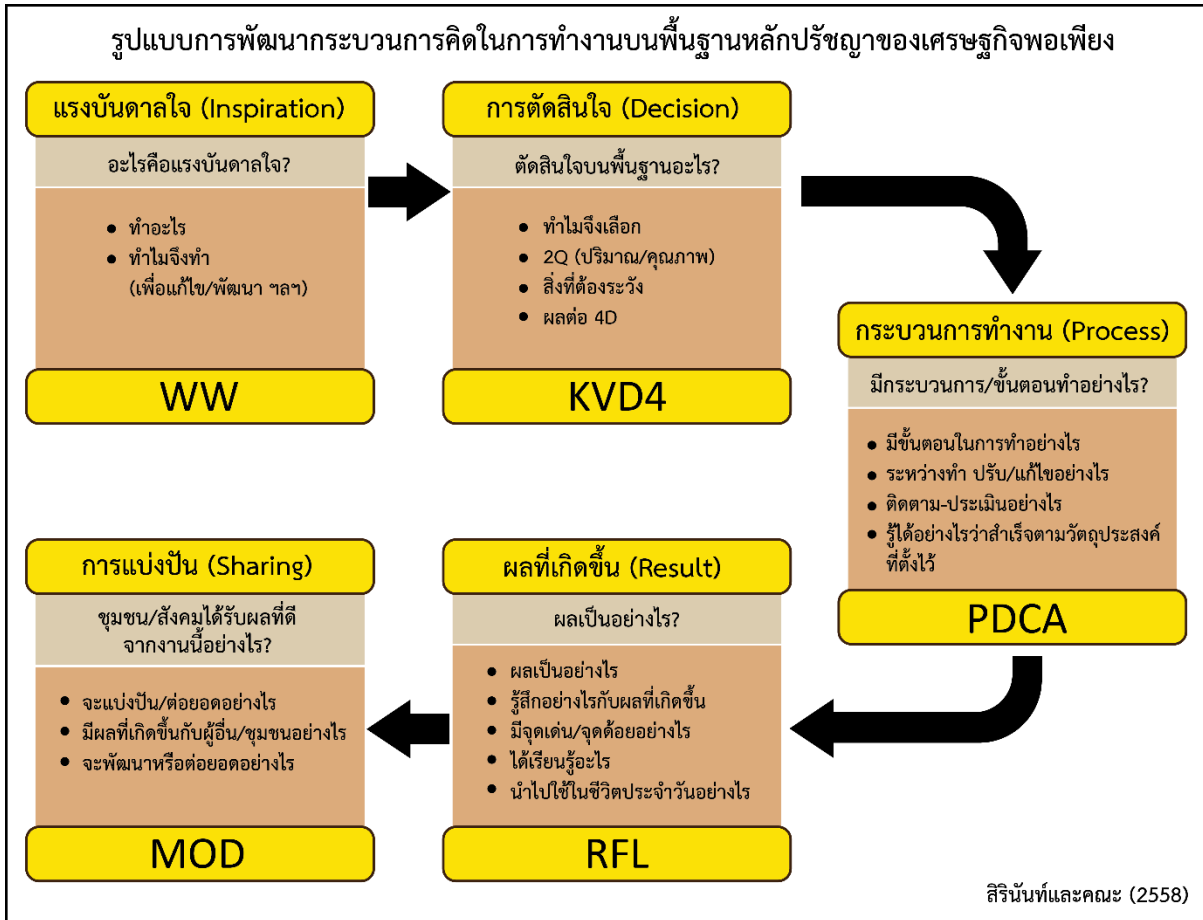 รูปแบบการพัฒนากระบวนการคิดในการทำงานบนพื้นฐานหลักปรัชญาของเศรษฐกิจพอเพียง
แรงบันดาลใจ (Inspiration)
อะไรคือแรงบันดาลใจ?
• ทำอะไร
• ทำไมจึงทำ
(เพื่อแก้ไข/พัฒนา ฯลฯ)
WW
การตัดสินใจ (Decision)
ตัดสินใจบนพื้นฐานอะไร?
• ทำไมจึงเลือก
• 2Q (ปริมาณ/คุณภาพ)
• สิ่งที่ต้องระวัง
• ผลต่อ 4D
KVD4
กระบวนการทำงาน (Process)
มีกระบวนการ/ขั้นตอนทำอย่างไร?
• มีขั้นตอนในการทำอย่างไร
• ระหว่างทำ ปรับ/แก้ไขอย่างไร
• ติดตาม-ประเมินอย่างไร
• รู้ได้อย่างไรว่าสำเร็จตามวัตถุประสงค์
ที่ตั้งไว้
PDCA
ผลที่เกิดขึ้น (Result)
ผลเป็นอย่างไร?
• ผลเป็นอย่างไร
• รู้สึกอย่างไรกับผลที่เกิดขึ้น
• มีจุดเด่น/จุดด้อยอย่างไร
• ได้เรียนรู้อะไร
• นำไปใช้ในชีวิตประจำวันอย่างไร
RFL
การแบ่งปัน (Sharing)
ชุมชน/สังคมได้รับผลที่ดี
จากงานนี้อย่างไร?
• จะแบ่งปัน/ต่อยอดอย่างไร
• มีผลที่เกิดขึ้นกับผู้อื่น/ชุมชนอย่างไร
• จะพัฒนาหรือต่อยอดอย่างไร
MOD
สิรินันท์และคณะ (2558)